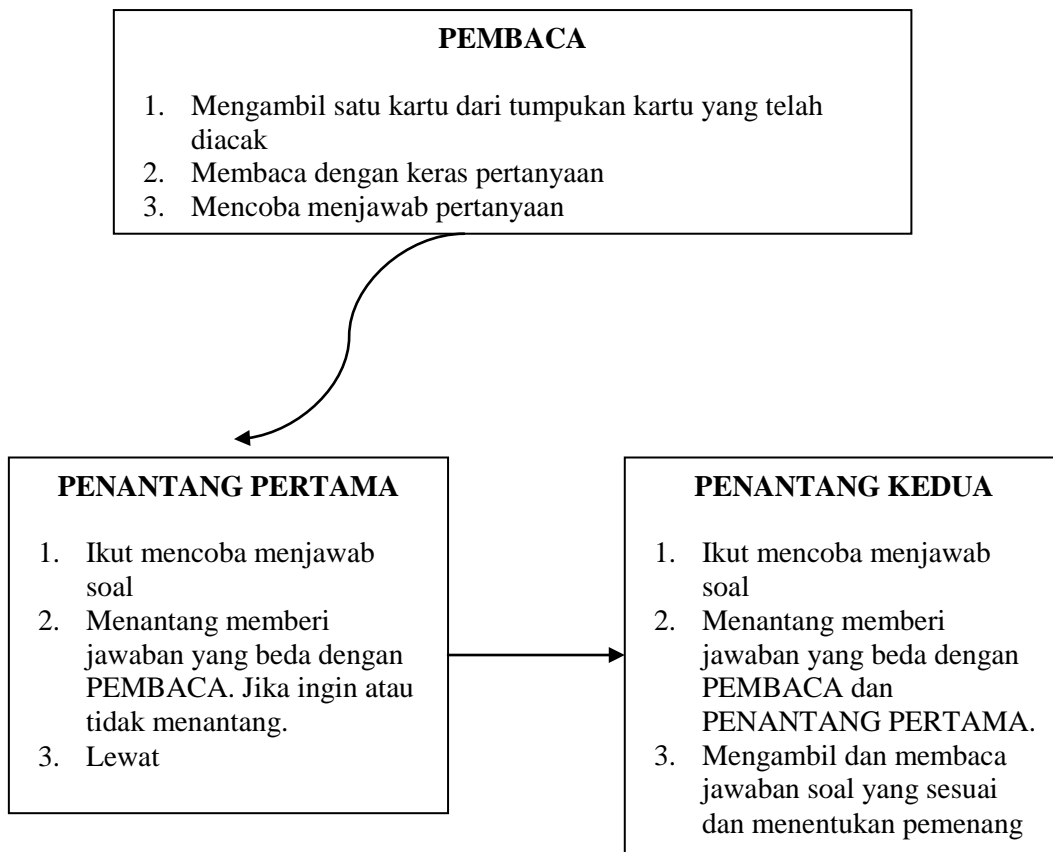 PEMBACA
1. Mengambil satu kartu dari tumpukan kartu yang telah
diacak
2. Membaca dengan keras pertanyaan
3. Mencoba menjawab pertanyaan
PENANTANG PERTAMA
1. Ikut mencoba menjawab
soal
2. Menantang memberi
jawaban yang beda dengan
PEMBACA. Jika ingin atau
tidak menantang.
3. Lewat
PENANTANG KEDUA
1. Ikut mencoba menjawab
soal
2. Menantang memberi
jawaban yang beda dengan
PEMBACA dan
PENANTANG PERTAMA.
3. Mengambil dan membaca
jawaban soal yang sesuai
dan menentukan pemenang